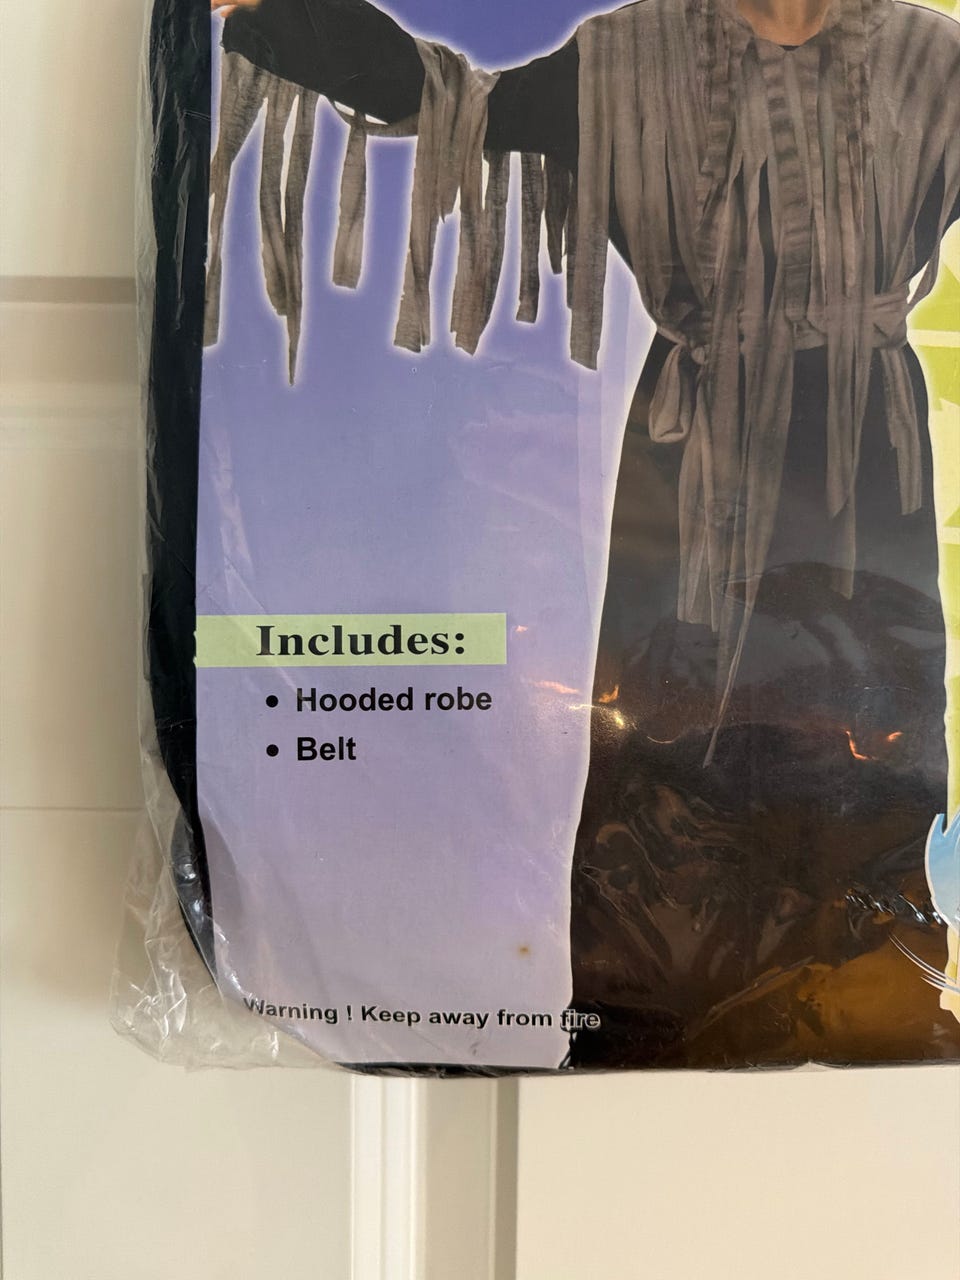 Includes:
• Hooded robe
• Belt
Warning ! Keep away from fire